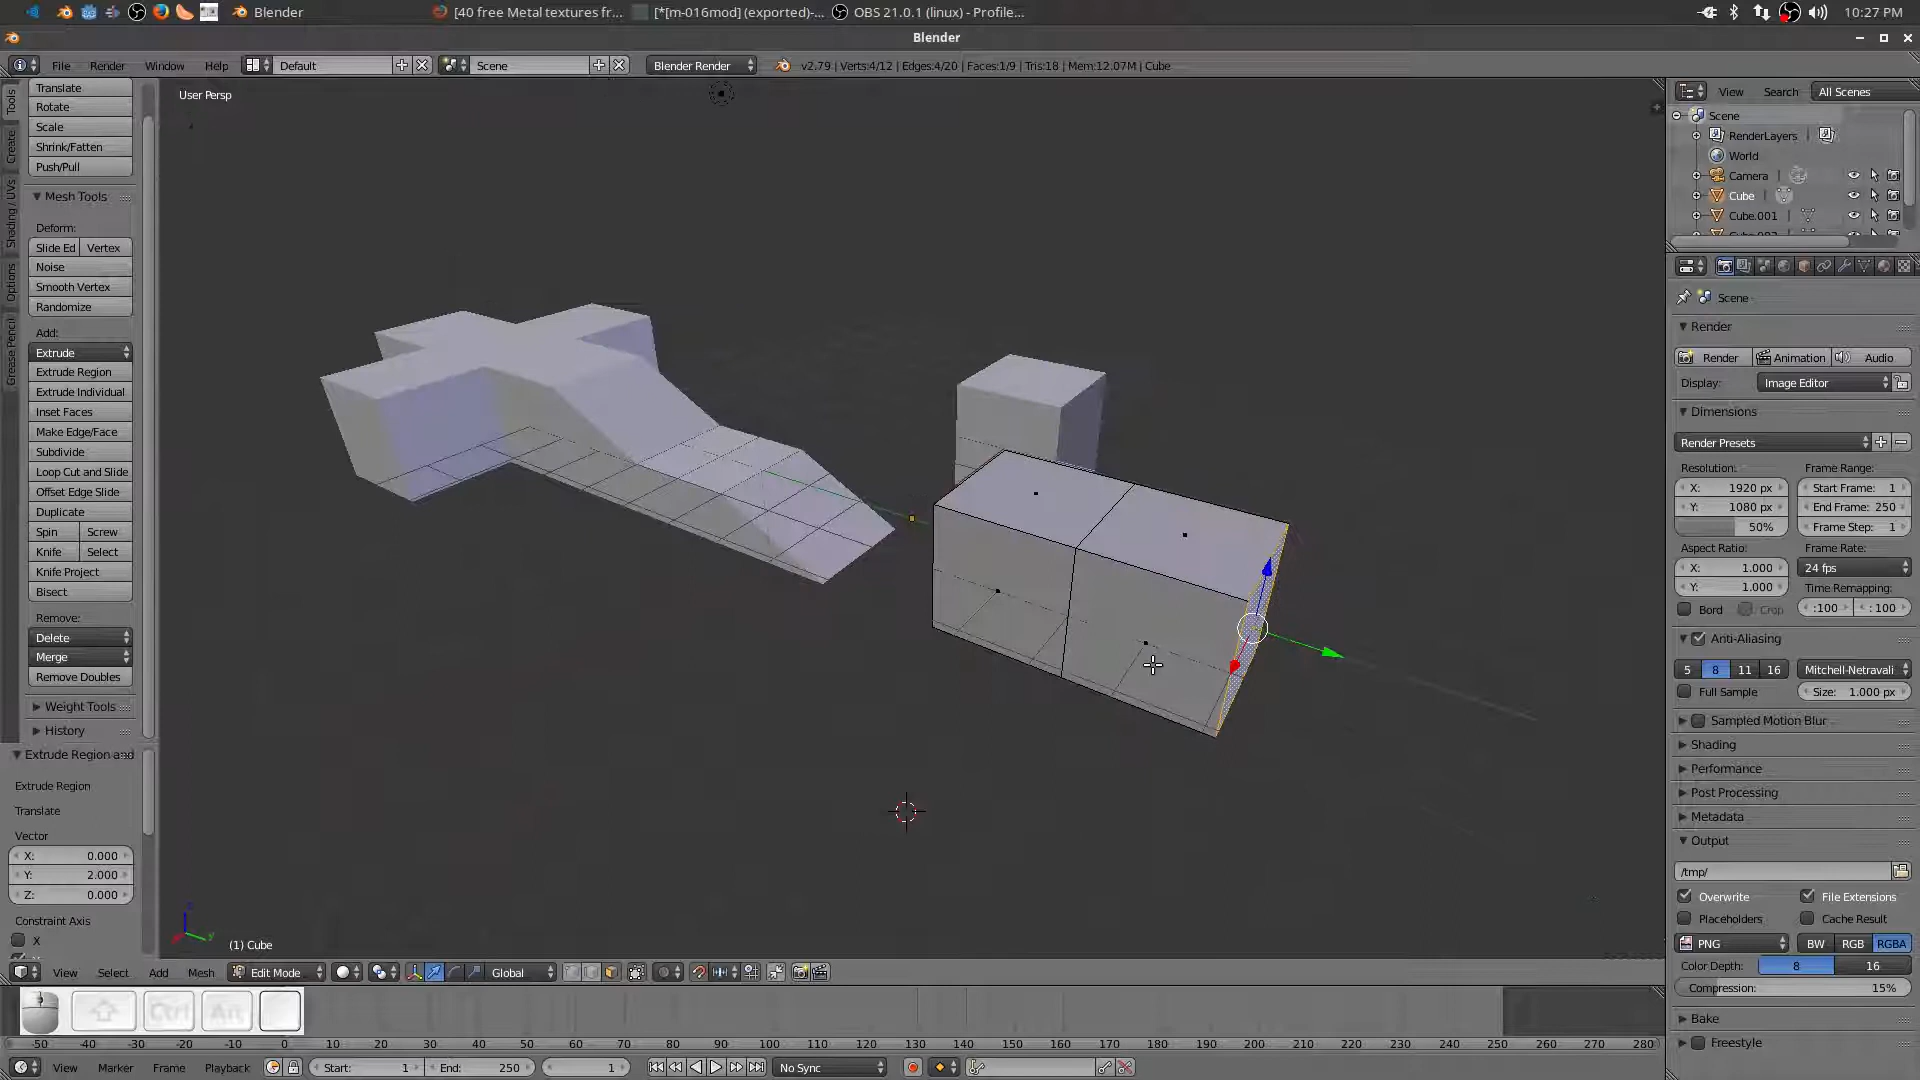 Blender
[40 free Metal textures fr...
[*[m-016mod] (exported)-...
OBS 21.0.1 (linux) - Profile...
10:27 PM
Blender
File Render Window Help
Default
Scene
Blender Render
v2.79 | Verts:4/12 | Edges:4/20 | Faces:1/9 | Tris:18 | Mem:12.07M | Cube
Tools
Create
Shading / UVs
Options
Grease Pencil
Translate
Rotate
Scale
Shrink/Fatten
Push/Pull
Mesh Tools
Deform:
Slide Ed Vertex
Noise
Smooth Vertex
Randomize
Add:
Extrude
Extrude Region
Extrude Individual
Inset Faces
Make Edge/Face
Subdivide
Loop Cut and Slide
Offset Edge Slide
Duplicate
Spin Screw
Knife Select
Knife Project
Bisect
Remove:
Delete
Merge
Remove Doubles
Weight Tools
History
Extrude Region
Extrude Region
Translate
Vector
X: 0.000
Y: 2.000
Z: 0.000
Constraint Axis
X
User Persp
(1) Cube
View Select Add Mesh
Edit Mode
Global
View Search All Scenes
Scene
RenderLayers
World
Camera
Cube
Cube.001
Scene
Render
Render Animation Audio
Display: Image Editor
Dimensions
Render Presets
Resolution: Frame Range:
X: 1920 px Start Frame: 1
Y: 1080 px End Frame: 250
50% Frame Step: 1
Aspect Ratio: Frame Rate:
X: 1.000 24 fps
Y: 1.000 Time Remapping:
Bord Crop :100 : 100
Anti-Aliasing
5 8 11 16 Mitchell-Netravali
Full Sample Size: 1.000 px
Sampled Motion Blur
Shading
Performance
Post Processing
Metadata
Output
/tmp/
Overwrite File Extensions
Placeholders Cache Result
PNG BW RGB RGBA
Color Depth: 8 16
Compression: 15%
Bake
Freestyle
Ctrl Alt
-50 -40 -30 -20 -10 0 10 20 30 40 50 60 70 80 90 100 110 120 130 140 150 160 170 180 190 200 210 220 230 240 250 260 270 280
View Marker Frame Playback
Start: 1 End: 250 1
No Sync